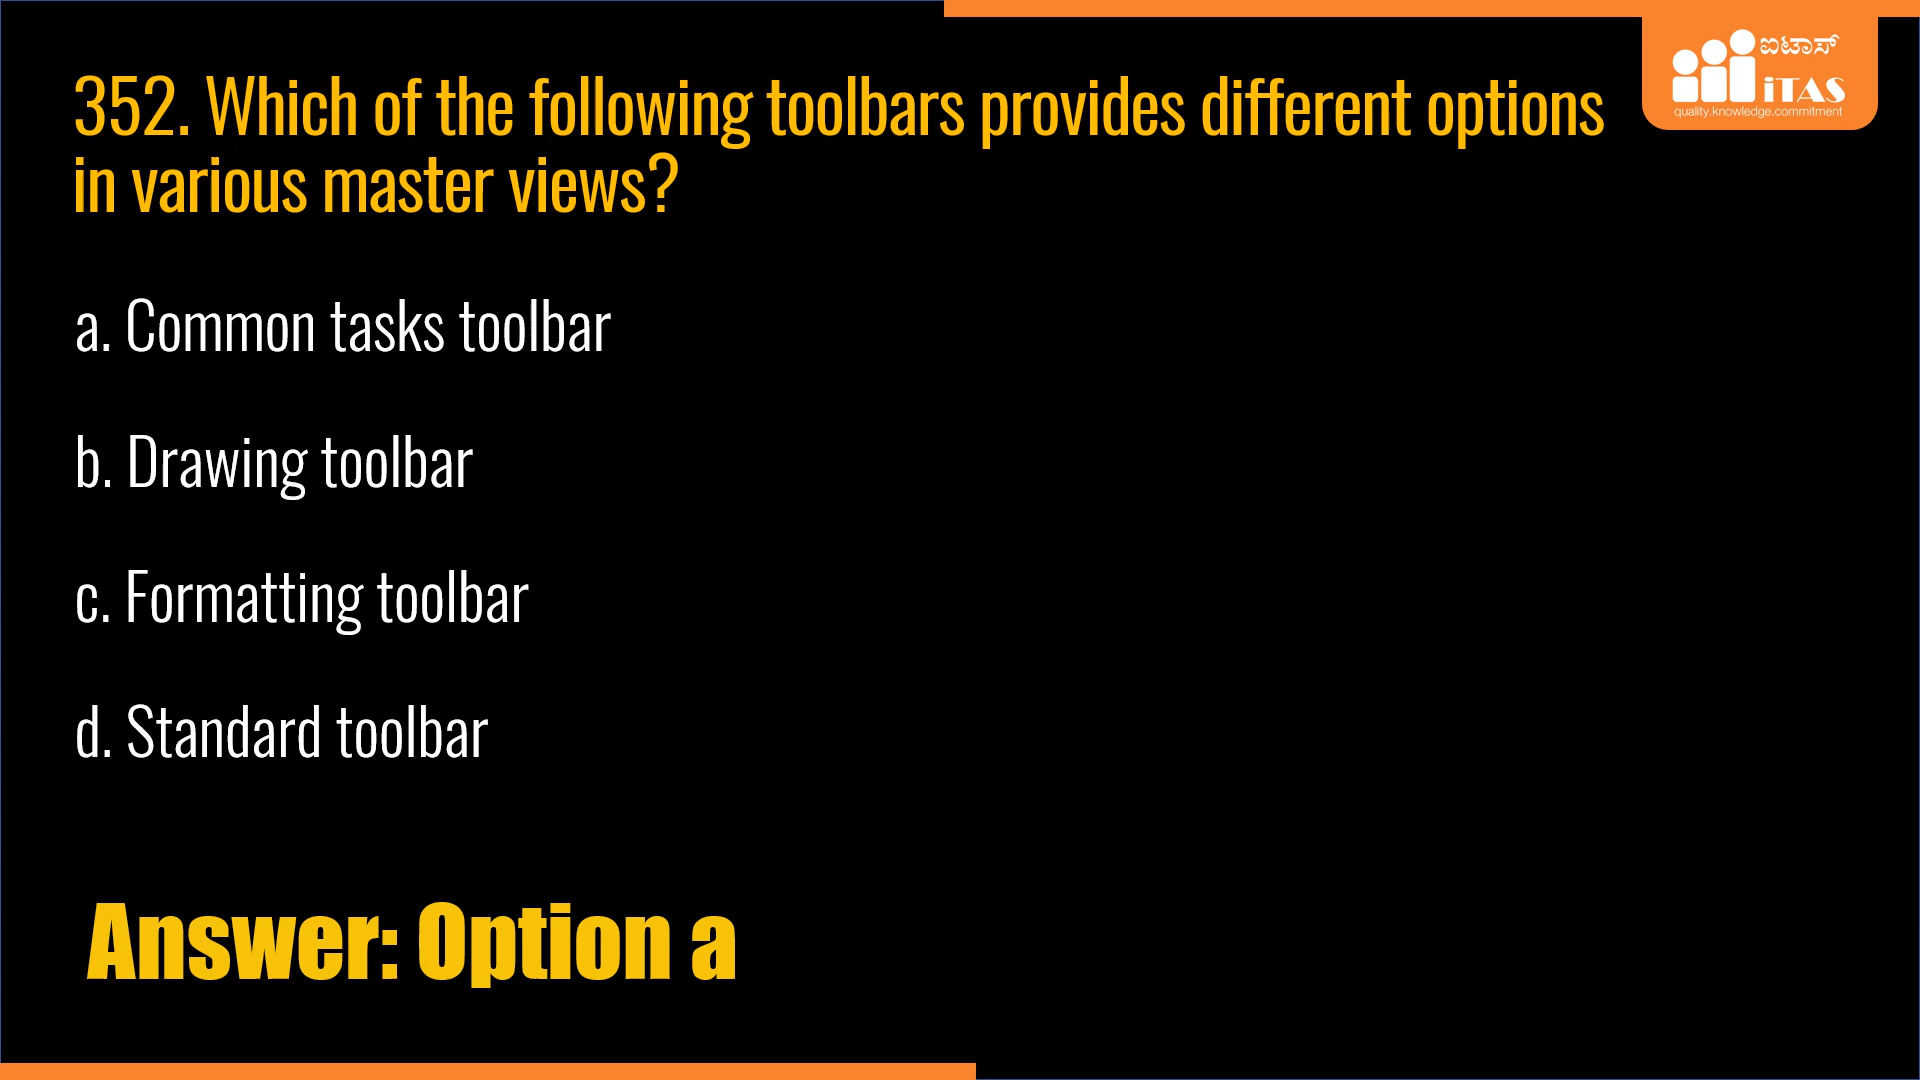 ಐಟಾಸ್
iTAS
quality.knowledge.commitment
352. Which of the following toolbars provides different options
in various master views?
a. Common tasks toolbar
b. Drawing toolbar
c. Formatting toolbar
d. Standard toolbar
Answer: Option a